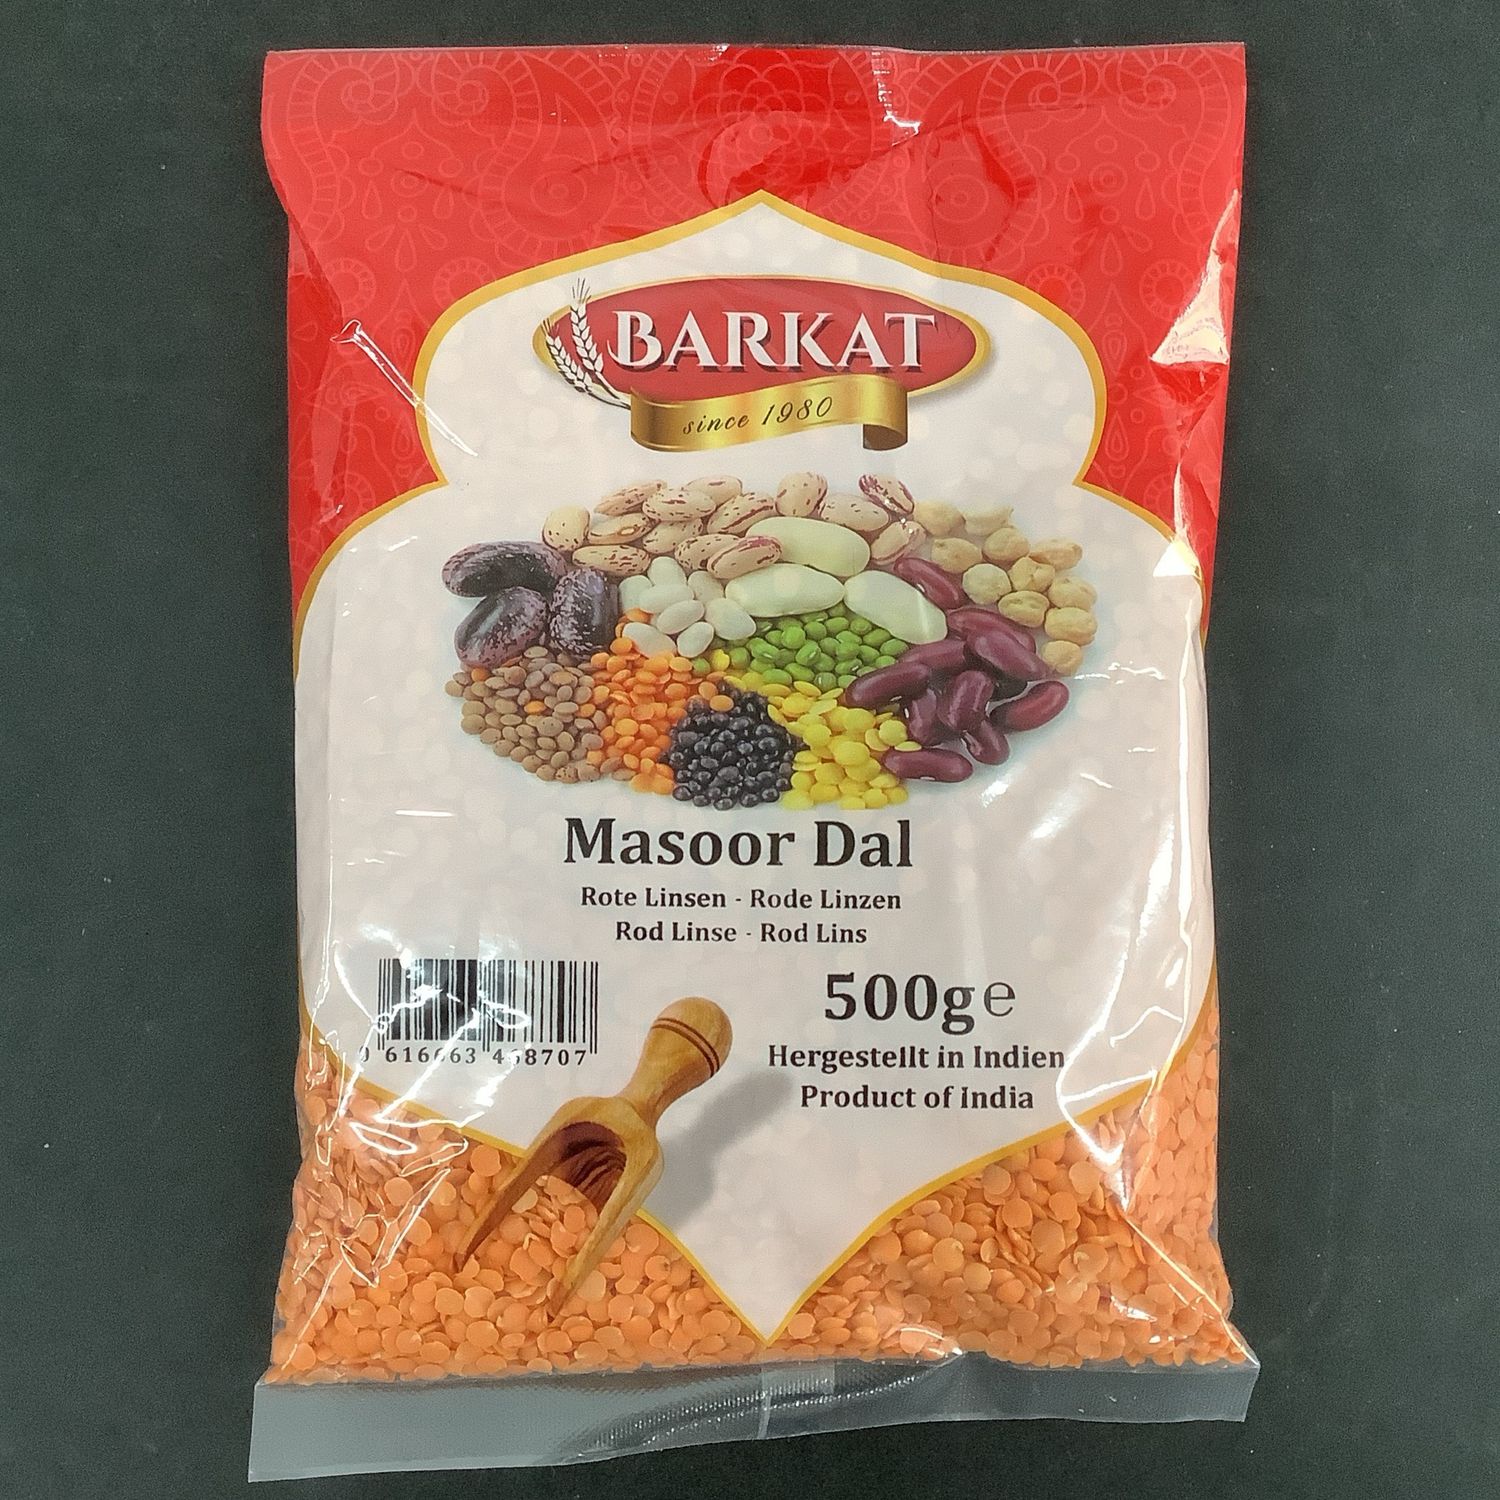 BARKAT
since 1980
Masoor Dal
Rote Linsen - Rode Linzen
Rod Linse - Rod Lins
500g e
Hergestellt in Indien
Product of India